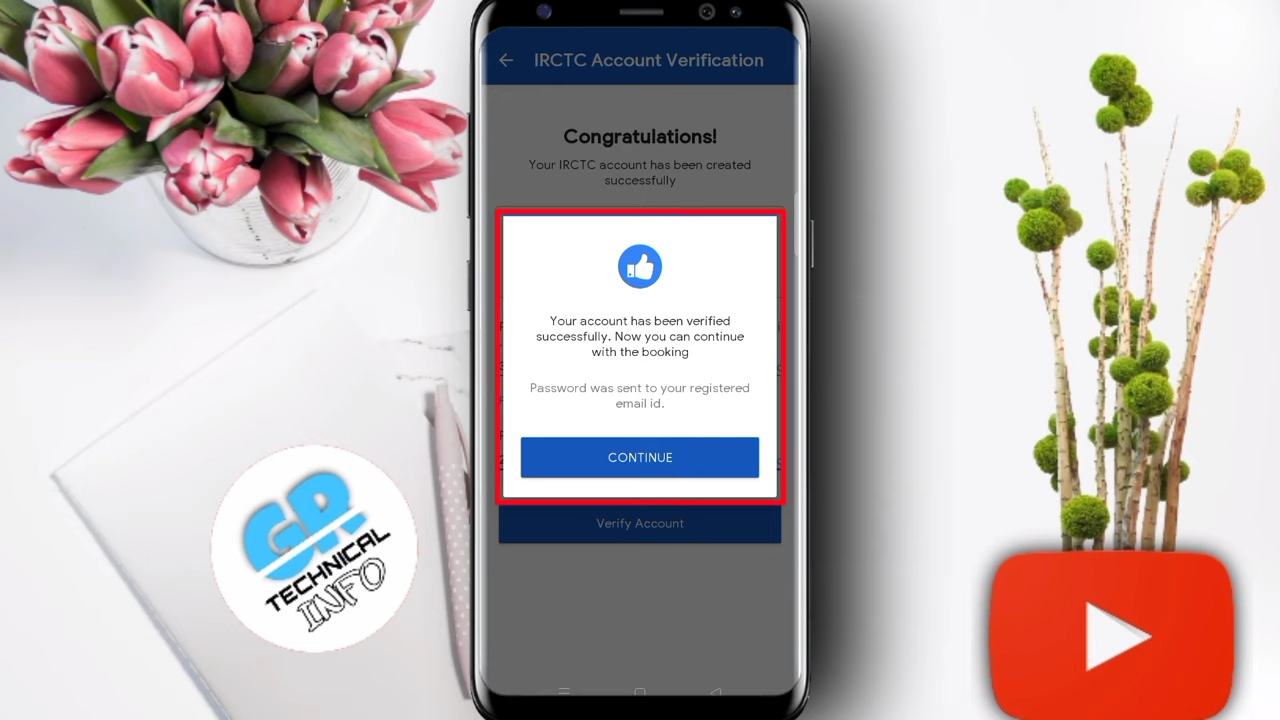 IRCTC Account Verification
Congratulations!
Your IRCTC account has been created
successfully
Your account has been verified
successfully. Now you can continue
with the booking
Password was sent to your registered
email id.
CONTINUE
Verify Account
GR
TECHNICAL
INFO